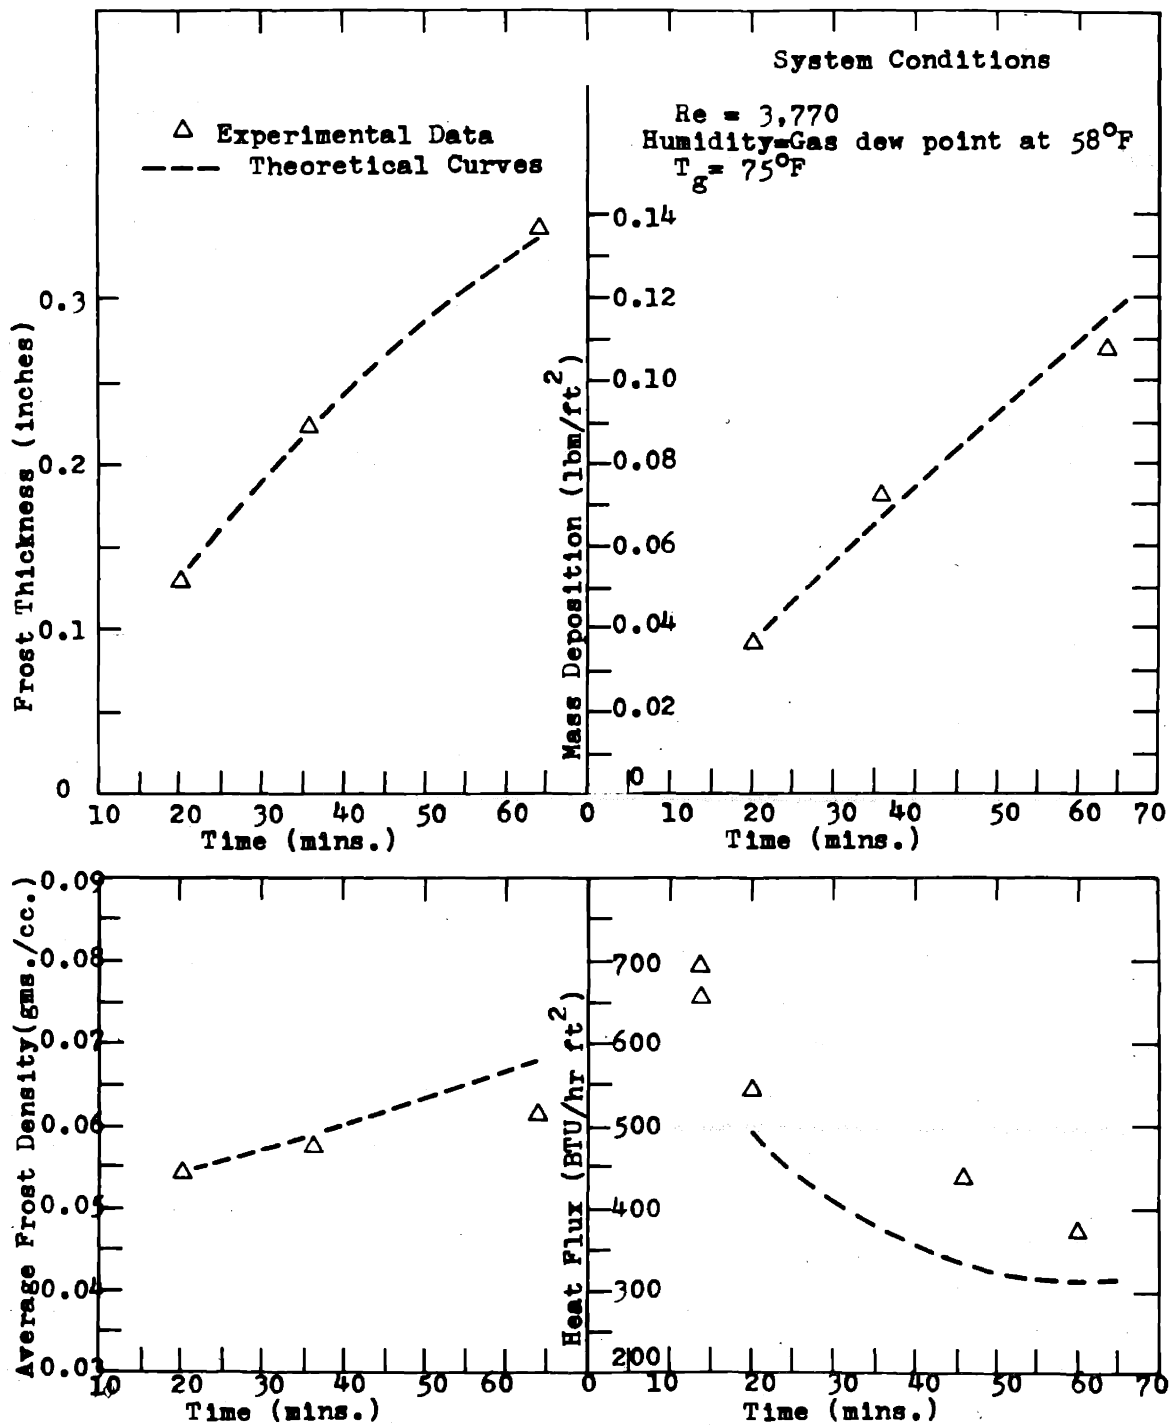 System Conditions
Re = 3,770
Humidity=Gas dew point at 58°F
Tg= 75°F
△ Experimental Data
--- Theoretical Curves
Frost Thickness (inches)
0.3
0.2
0.1
0
10 20 30 40 50 60
Time (mins.)
Mass Deposition (lbm/ft2)
0.14
0.12
0.10
0.08
0.06
0.04
0.02
0
0 10 20 30 40 50 60 70
Time (mins.)
Average Frost Density(gms./cc.)
0.09
0.08
0.07
0.06
0.05
0.04
0.03
10 20 30 40 50 60
Time (mins.)
Heat Flux (BTU/hr ft2)
700
600
500
400
300
200
0 10 20 30 40 50 60 70
Time (mins.)